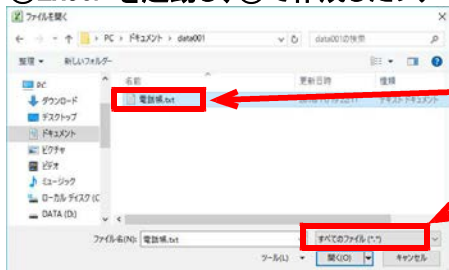 ファイルを開く
PC > ドキュメント > data001
data001の検索
整理 新しいフォルダー
名前 更新日時 種類
PC
ダウンロード
デスクトップ
ドキュメント
ピクチャ
ビデオ
ミュージック
ローカル ディスク (C
DATA (D:)
電話帳.txt
テキスト ドキュメント
ファイル名(N): 電話帳.txt
すべてのファイル (*.*)
ツール(L) 開く(O) キャンセル